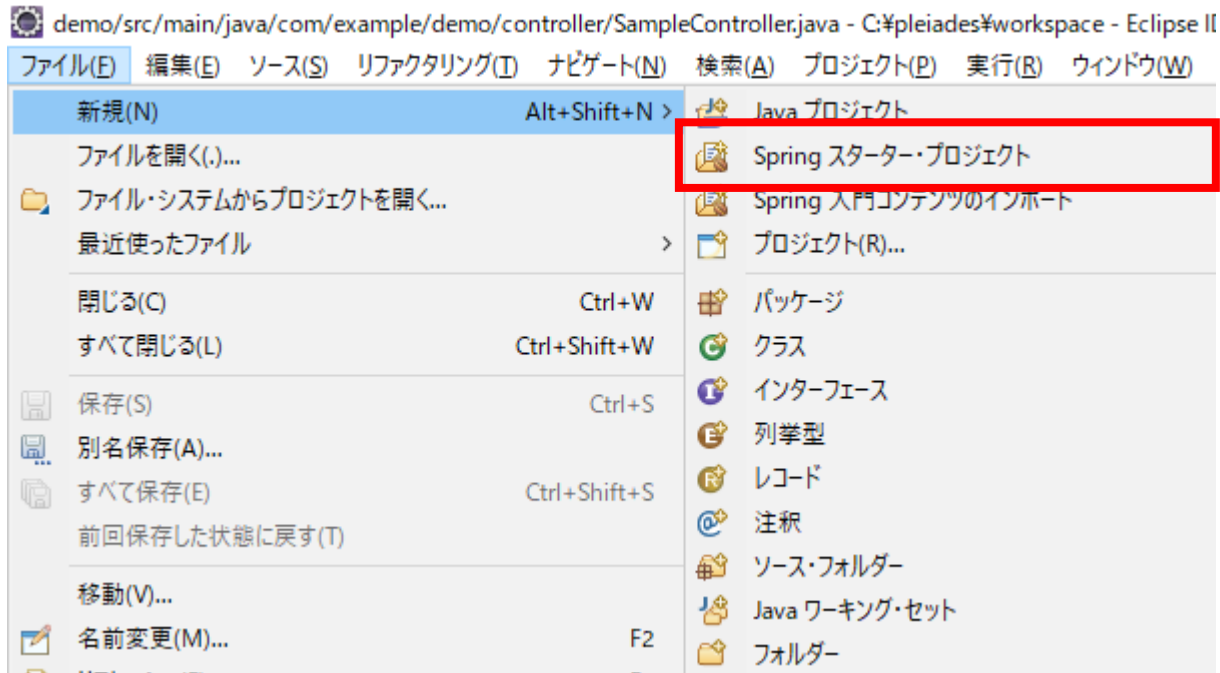 demo/src/main/java/com/example/demo/controller/SampleController.java - C:¥pleiades¥workspace - Eclipse
ファイル(F) 編集(E) ソース(S) リファクタリング(T) ナビゲート(N) 検索(A) プロジェクト(P) 実行(R) ウィンドウ(W)
新規(N) Alt+Shift+N >
ファイルを開く(.)...
ファイル・システムからプロジェクトを開く...
最近使ったファイル >
閉じる(C) Ctrl+W
すべて閉じる(L) Ctrl+Shift+W
保存(S) Ctrl+S
別名保存(A)...
すべて保存(E) Ctrl+Shift+S
前回保存した状態に戻す(T)
移動(V)...
名前変更(M)... F2
Java プロジェクト
Spring スターター・プロジェクト
Spring 入門コンテンツのインポート
プロジェクト(R)...
パッケージ
クラス
インターフェース
列挙型
レコード
注釈
ソース・フォルダー
Java ワーキング・セット
フォルダー